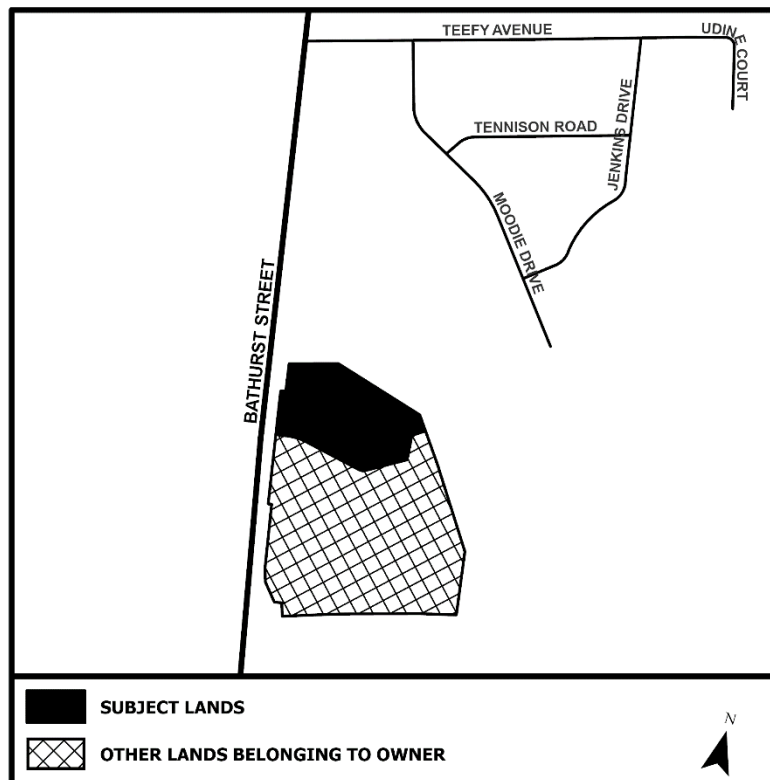 TEEFY AVENUE
UDINE COURT
TENNISON ROAD
JENKINS DRIVE
MOODIE DRIVE
BATHURST STREET
SUBJECT LANDS
N
OTHER LANDS BELONGING TO OWNER